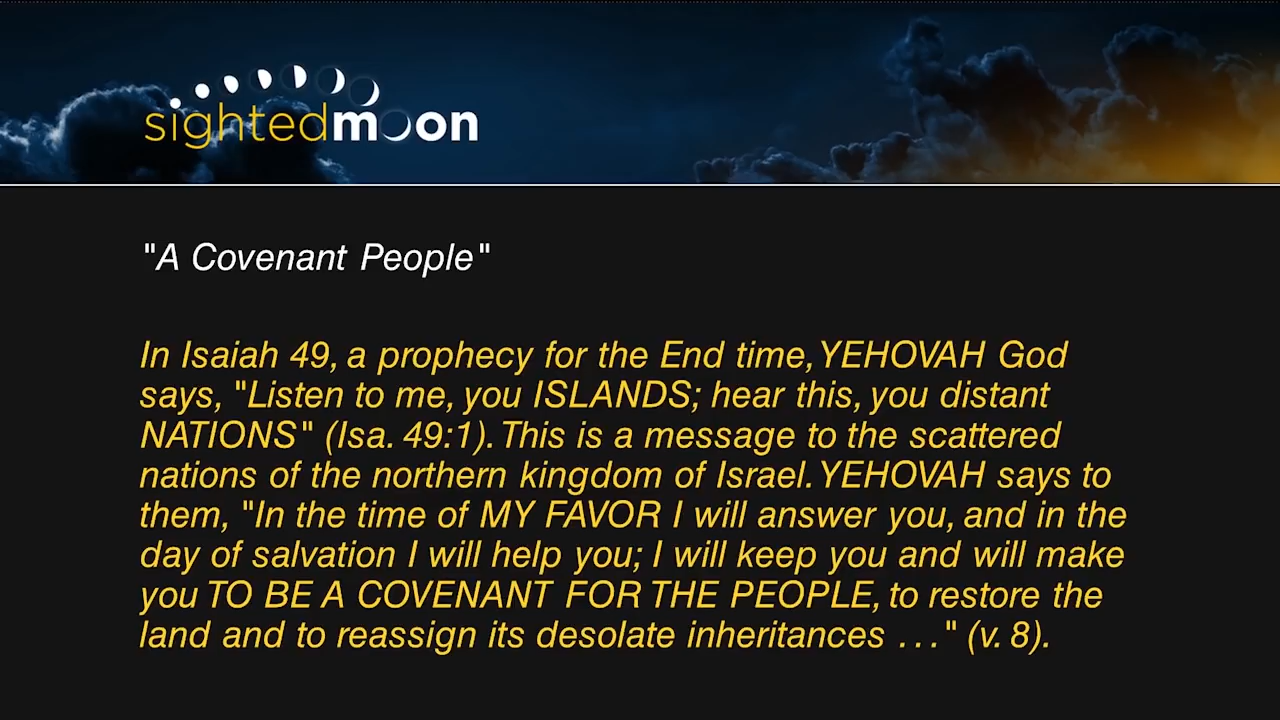 sightedmoon
"A Covenant People"
In Isaiah 49, a prophecy for the End time, YEHOVAH God
says, "Listen to me, you ISLANDS; hear this, you distant
NATIONS" (Isa. 49:1). This is a message to the scattered
nations of the northern kingdom of Israel. YEHOVAH says to
them, "In the time of MY FAVOR I will answer you, and in the
day of salvation I will help you; I will keep you and will make
you TO BE A COVENANT FOR THE PEOPLE, to restore the
land and to reassign its desolate inheritances . . ." (v. 8).